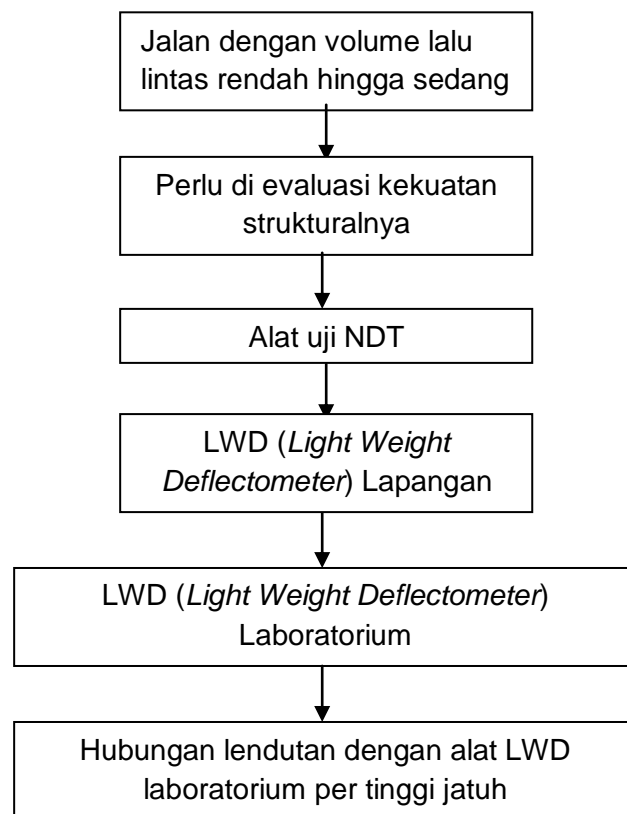 Jalan dengan volume lalu
lintas rendah hingga sedang
Perlu di evaluasi kekuatan
strukturalnya
Alat uji NDT
LWD (Light Weight
Deflectometer) Lapangan
LWD (Light Weight Deflectometer)
Laboratorium
Hubungan lendutan dengan alat LWD
laboratorium per tinggi jatuh